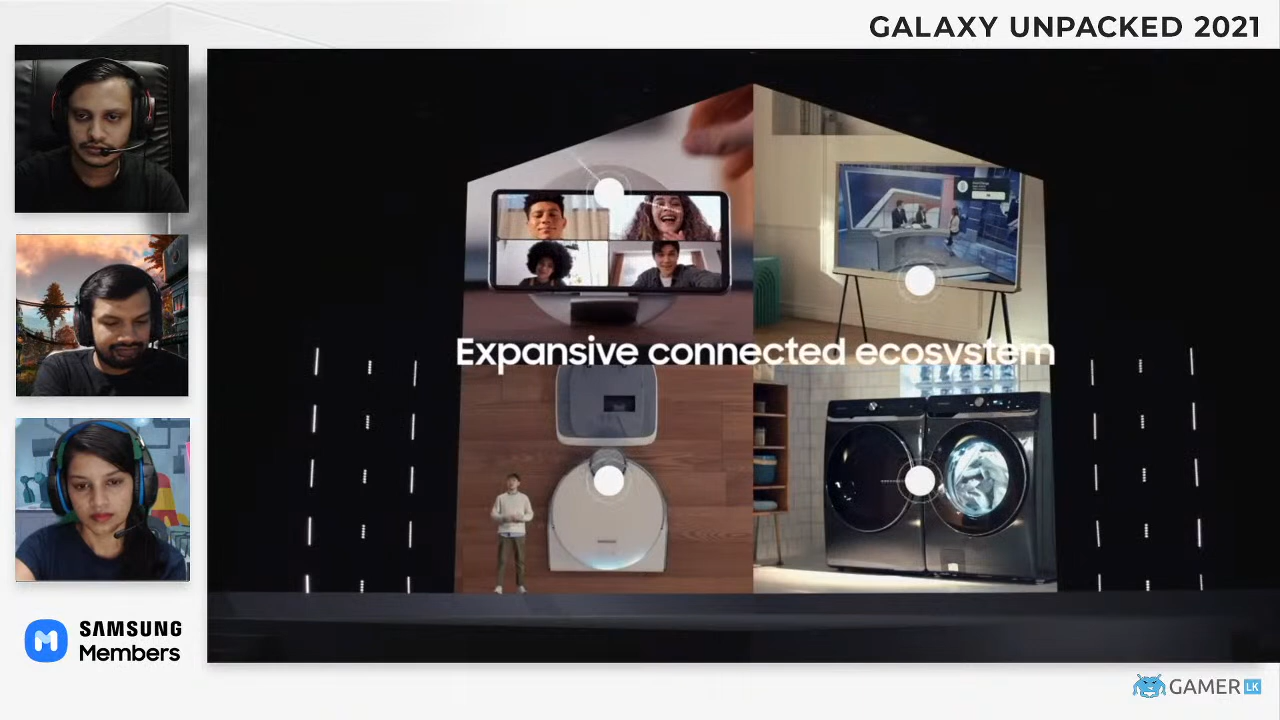 GALAXY UNPACKED 2021
Expansive connected ecosystem
SAMSUNG
Members
GAMER LK